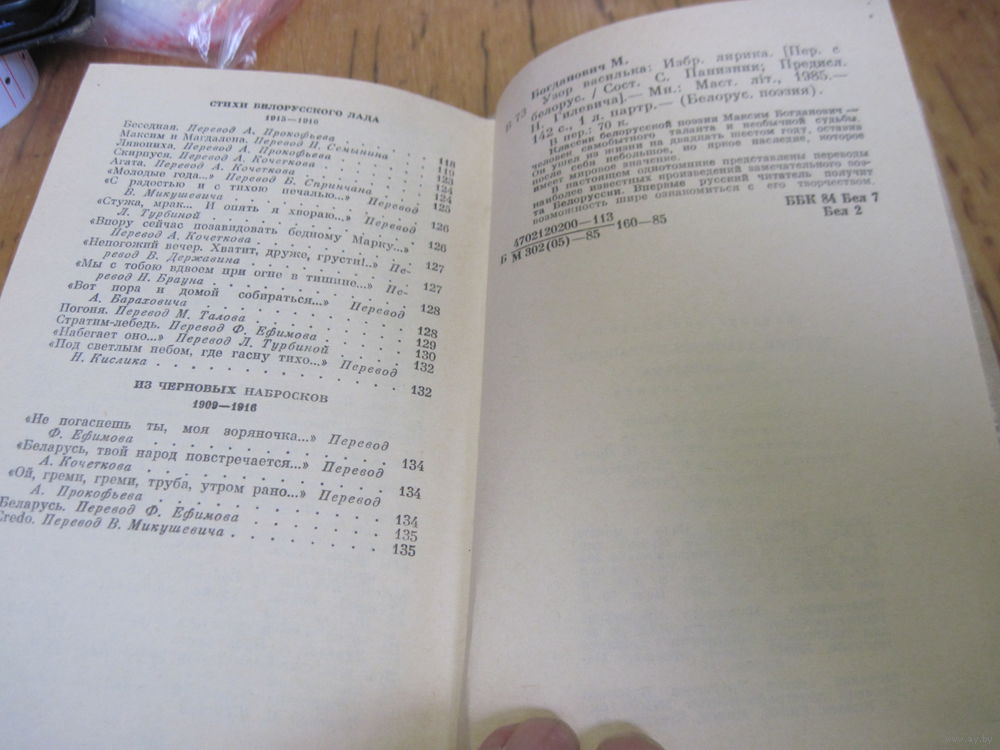 СТИХИ БЕЛОРУССКОГО ЛАДА
1915—1916
Беседная. Перевод А. Прокофьева . . . 118
Максим и Магдалена. Перевод П. Семынина . . 119
Лявониха. Перевод А. Прокофьева . . .
Скирпуся. Перевод А. Кочеткова . . . 123
Агата. Перевод А. Кочеткова . . . 124
«Молодые года...» Перевод Б. Спринчана . . 124
«С радостью и с тихою печалью...» Перевод
В. Микушевича . . . 125
«Стужа, мрак... И опять я хвораю...» Перевод
Л. Турбиной . . . 126
«Впору сейчас позавидовать бедному Марку...»
Перевод А. Кочеткова . . . 126
«Непогожий вечер. Хватит, друже, грусти!..» Пе-
ревод В. Державина . . . 127
«Мы с тобою вдвоем при огне в тишине...» Пе-
ревод Н. Брауна . . . 127
«Вот пора и домой собираться...» Перевод
А. Бараховича . . . 128
Погоня. Перевод М. Талова . . . 128
Стратим-лебедь. Перевод Ф. Ефимова . . . 129
«Набегает оно...» Перевод Л. Турбиной . . . 130
«Под светлым небом, где гасну тихо...» Перевод 132
Н. Кислика . . . 132
ИЗ ЧЕРНОВЫХ НАБРОСКОВ
1909—1916
«Не погаснешь ты, моя зоряночка...» Перевод
Ф. Ефимова . . . 134
«Беларусь, твой народ повстречается...» Перевод
А. Кочеткова . . . 134
«Ой, греми, греми, труба, утром рано...» Перевод
А. Прокофьева . . . 134
Беларусь. Перевод Ф. Ефимова . . . 135
Credo. Перевод В. Микушевича . . . 135
Богданович М.
Б 73 Узор василька: Избр. лирика. [Пер. с
белорус. / Сост. С. Панизник; Предисл.
Н. Гилевича].— Мн.: Маст. літ., 1985.—
142 с., 1 л. портр.— (Белорус. поэзия).
В пер.: 70 к.
Классик белорусской поэзии Максим Богданович —
человек самобытного таланта и необычной судьбы.
Он ушел из жизни на двадцать шестом году, оставив
после себя небольшое, но яркое наследие, которое
имеет мировое значение.
В настоящем однотомнике представлены переводы
наиболее известных произведений замечательного поэ-
та Белоруссии. Впервые русский читатель получит
возможность шире ознакомиться с его творчеством.
Б 4702120200—113 160—85
М 302(05)—85
ББК 84 Бел 7
Бел 2
www.ay.by